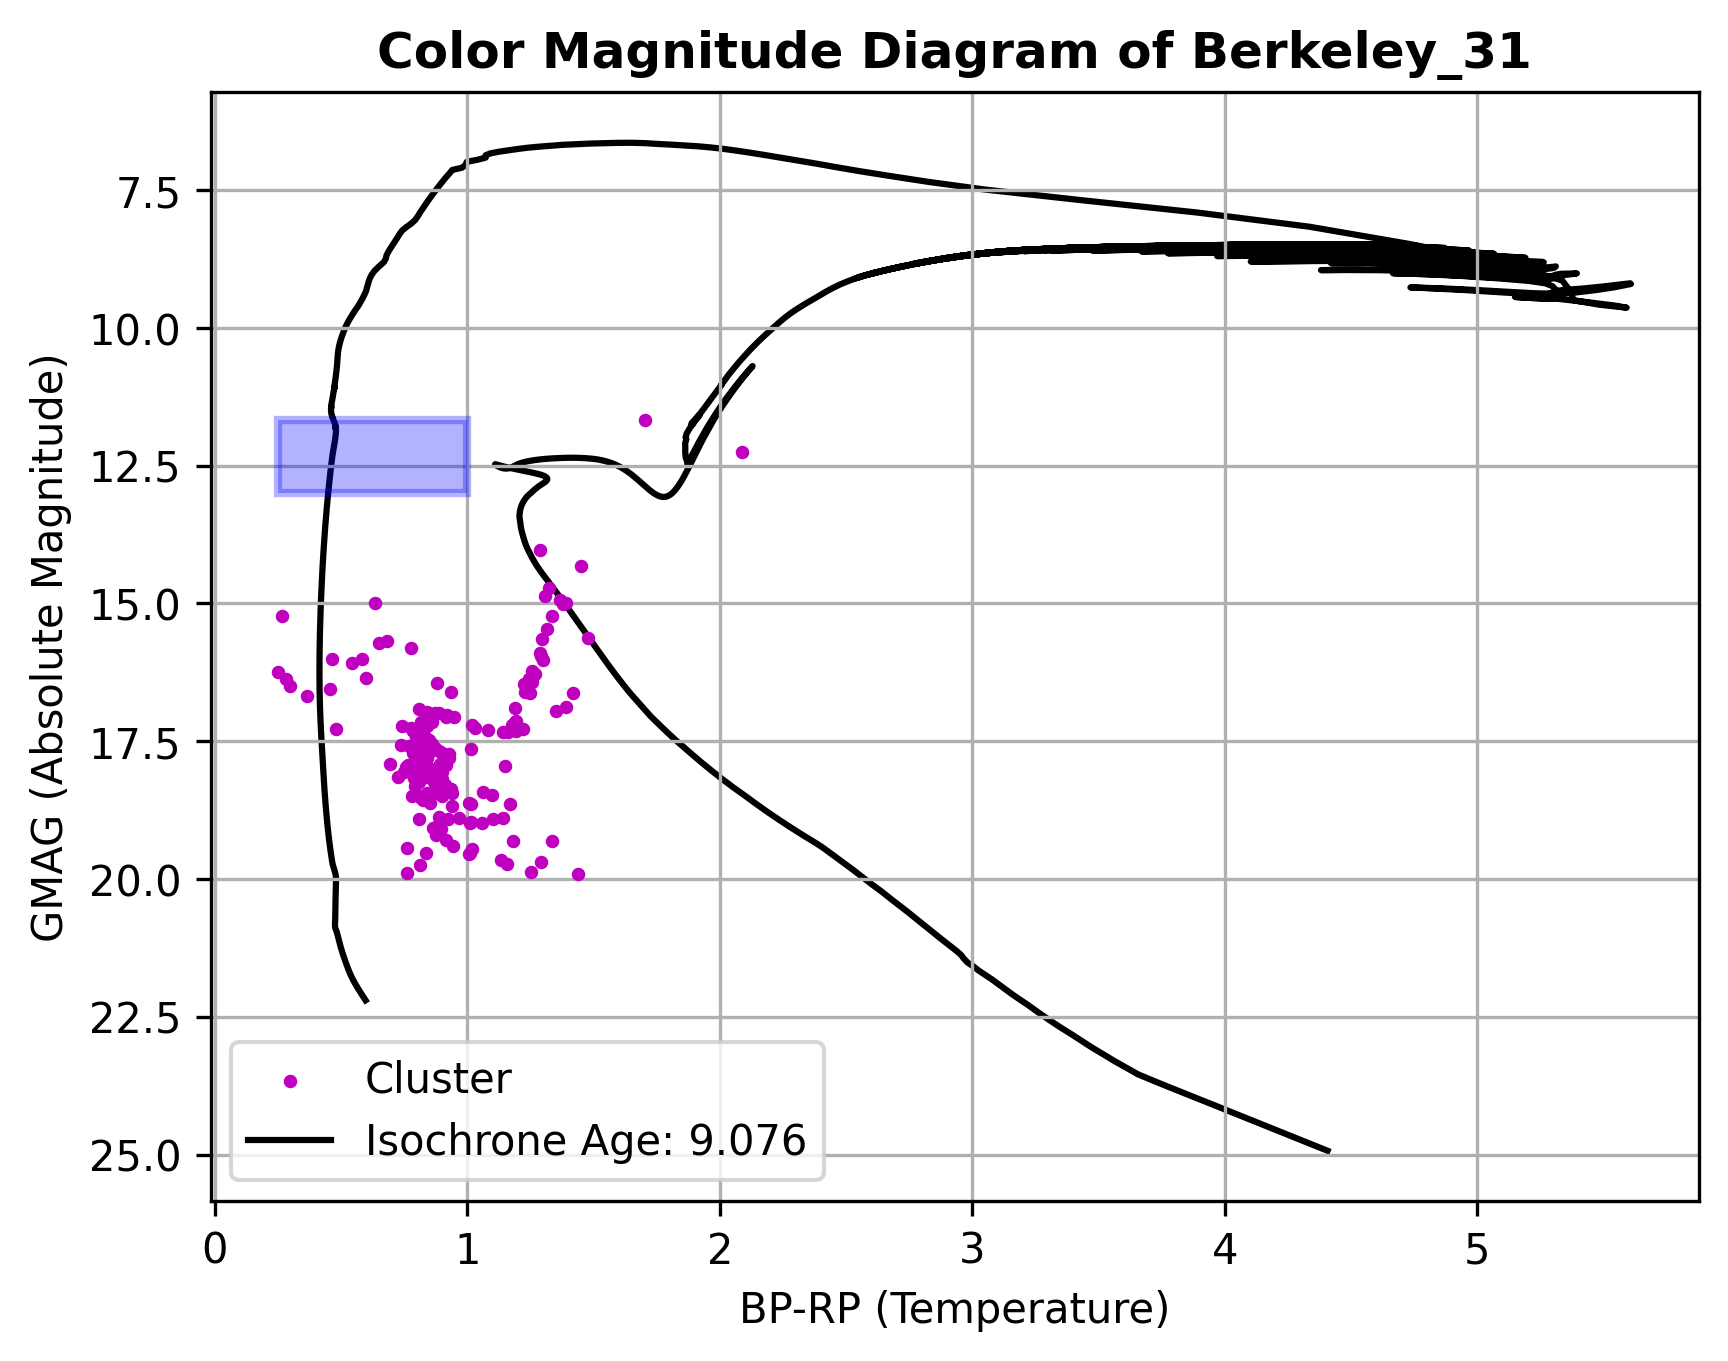 Color Magnitude Diagram of Berkeley_31
GMAG (Absolute Magnitude)
7.5
10.0
12.5
15.0
17.5
20.0
22.5
25.0
Cluster
Isochrone Age: 9.076
0 1 2 3 4 5
BP-RP (Temperature)